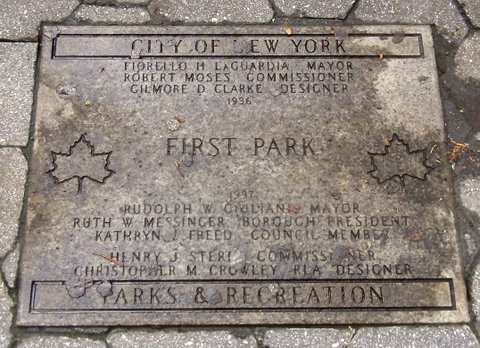 CITY OF NEW YORK
FIORELLO H LAGUARDIA MAYOR
ROBERT MOSES COMMISSIONER
GILMORE D CLARKE DESIGNER
1936
FIRST PARK
1997
RUDOLPH W GIULIANI MAYOR
RUTH W MESSINGER BOROUGH PRESIDENT
KATHRYN J FREED COUNCIL MEMBER
HENRY J STERN COMMISSIONER
CHRISTOPHER M CROWLEY RLA DESIGNER
PARKS & RECREATION